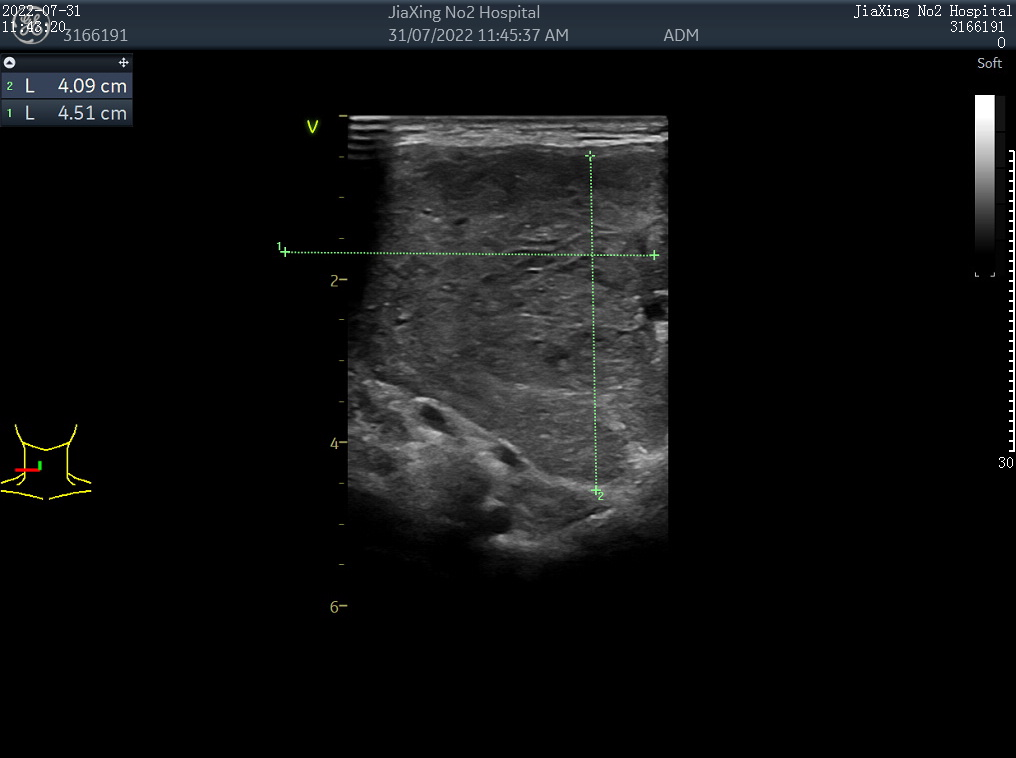 2022-07-31
11:43:20
3166191
JiaXing No2 Hospital
31/07/2022 11:45:37 AM
ADM
JiaXing No2 Hospital
3166191
0
2 L 4.09 cm
1 L 4.51 cm
Soft
V
1
2
4
2
6
30